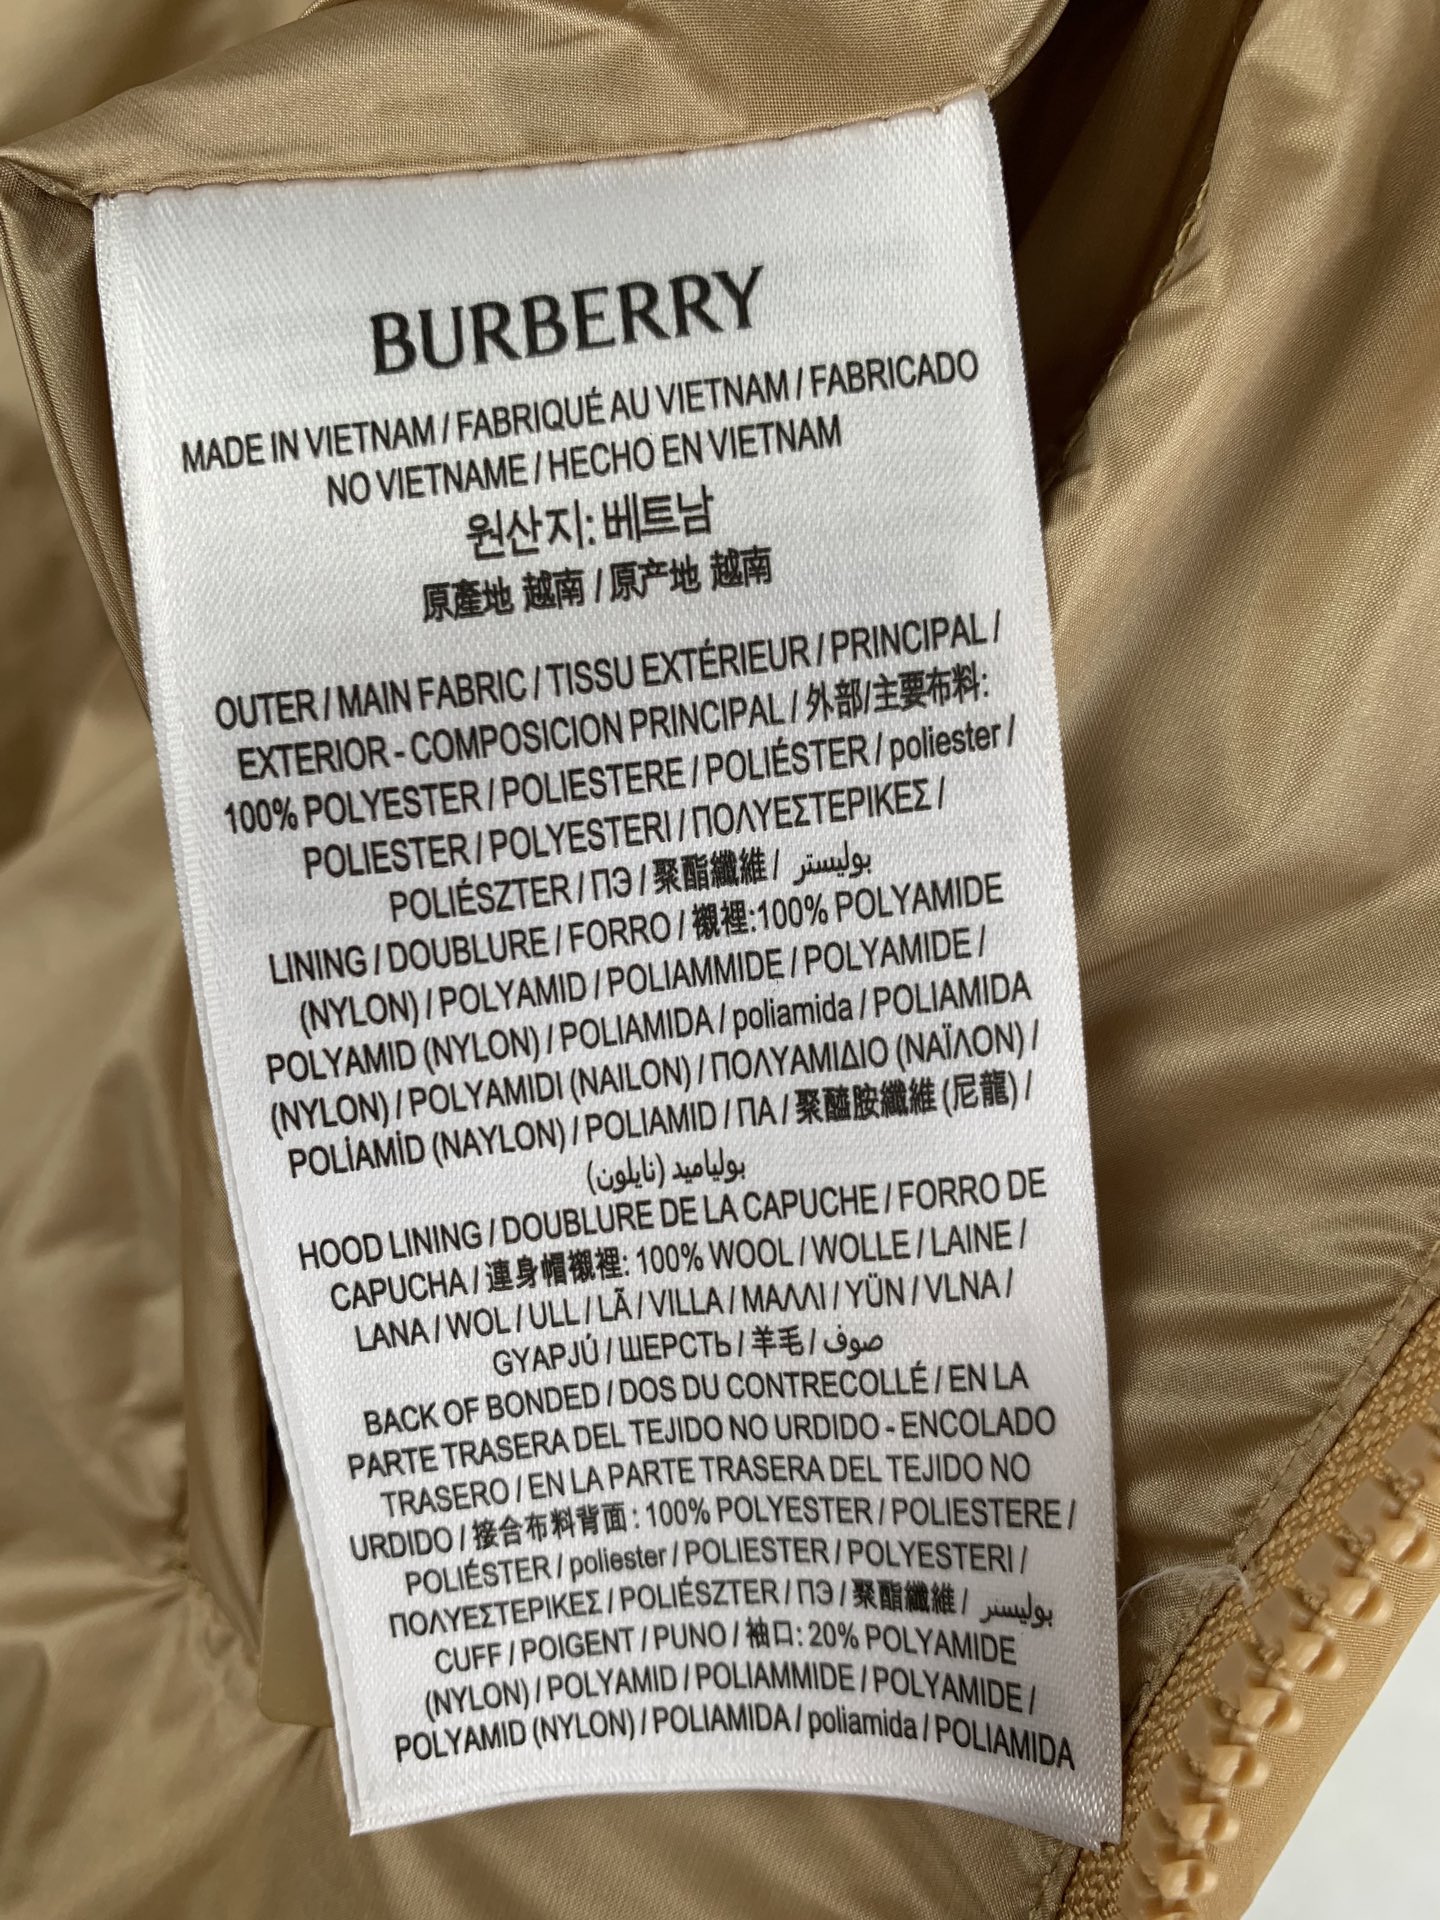 BURBERRY
MADE IN VIETNAM / FABRIQUÉ AU VIETNAM / FABRICADO
NO VIETNAME / HECHO EN VIETNAM
원산지: 베트남
原產地 越南 / 原产地 越南
OUTER / MAIN FABRIC / TISSU EXTÉRIEUR / PRINCIPAL /
EXTERIOR - COMPOSICION PRINCIPAL / 外部/主要布料:
100% POLYESTER / POLIESTERE / POLIÉSTER / poliester /
POLIESTER / POLYESTERI / ΠΟΛΥΕΣΤΕΡΙΚΕΣ /
POLIÉSZTER / ПЭ / 聚酯纖維 / بوليستر
LINING / DOUBLURE / FORRO / 襯裡:100% POLYAMIDE
(NYLON) / POLYAMID / POLIAMMIDE / POLYAMIDE /
POLYAMID (NYLON) / POLIAMIDA / poliamida / POLIAMIDA
(NYLON) / POLYAMIDI (NAILON) / ΠΟΛΥΑΜΙΔΙΟ (ΝΑΪΛΟΝ) /
POLİAMİD (NAYLON) / POLIAMID / ПА / 聚醯胺纖維 (尼龍) /
بولياميد (نايلون)
HOOD LINING / DOUBLURE DE LA CAPUCHE / FORRO DE
CAPUCHA / 連身帽襯裡: 100% WOOL / WOLLE / LAINE /
LANA / WOL / ULL / LÃ / VILLA / ΜΑΛΛΙ / YÜN / VLNA /
GYAPJÚ / ШЕРСТЬ / 羊毛 / صوف
BACK OF BONDED / DOS DU CONTRECOLLÉ / EN LA
PARTE TRASERA DEL TEJIDO NO URDIDO - ENCOLADO
TRASERO / EN LA PARTE TRASERA DEL TEJIDO NO
URDIDO / 接合布料背面 : 100% POLYESTER / POLIESTERE /
POLIÉSTER / poliester / POLIESTER / POLYESTERI /
ΠΟΛΥΕΣΤΕΡΙΚΕΣ / POLIÉSZTER / ПЭ / 聚酯纖維 / بوليستر
CUFF / POIGENT / PUNO / 袖口: 20% POLYAMIDE
(NYLON) / POLYAMID / POLIAMMIDE / POLYAMIDE /
POLYAMID (NYLON) / POLIAMIDA / poliamida / POLIAMIDA